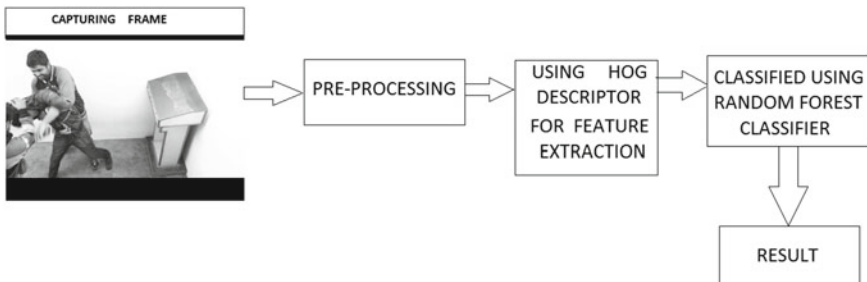 CAPTURING FRAME
PRE-PROCESSING
USING HOG
DESCRIPTOR
FOR FEATURE
EXTRACTION
CLASSIFIED USING
RANDOM FOREST
CLASSIFIER
RESULT